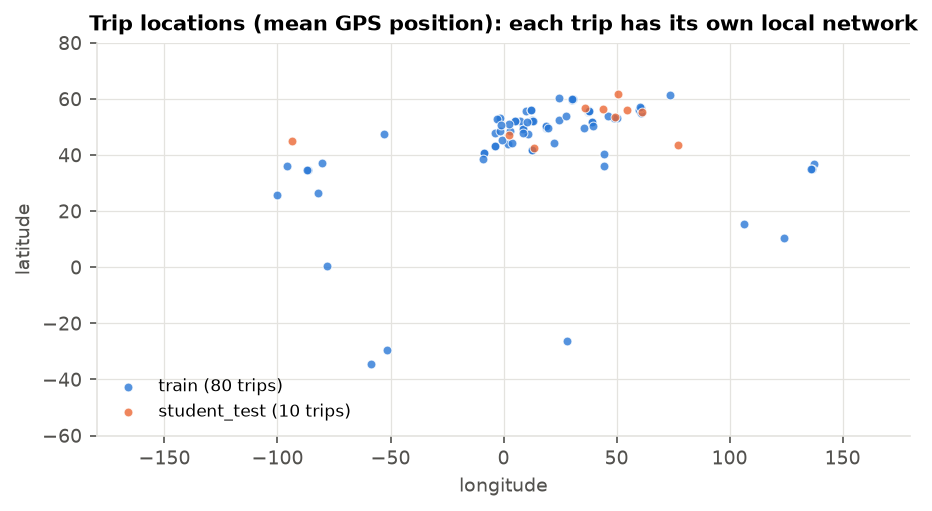 Trip locations (mean GPS position): each trip has its own local network
80
60
40
20
0
−20
−40
−60
latitude
train (80 trips)
student_test (10 trips)
−150 −100 −50 0 50 100 150
longitude